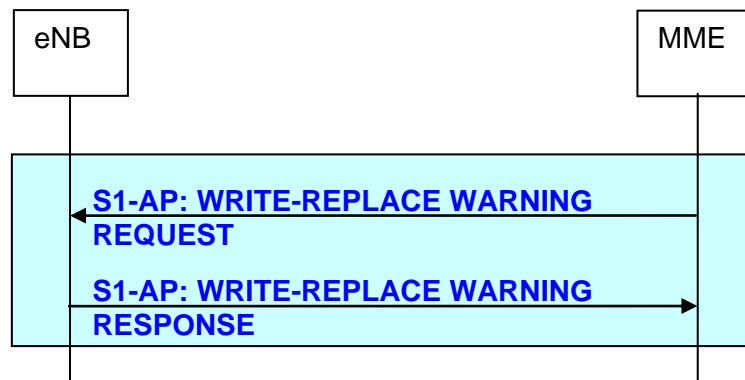 eNB
MME
S1-AP: WRITE-REPLACE WARNING
REQUEST
S1-AP: WRITE-REPLACE WARNING
RESPONSE